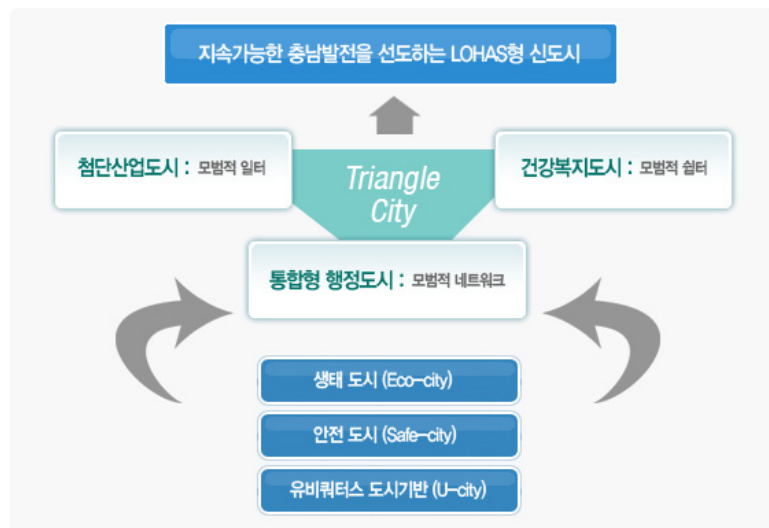 지속가능한 충남발전을 선도하는 LOHAS형 신도시
첨단산업도시 : 모범적 일터
Triangle
City
건강복지도시 : 모범적 쉼터
통합형 행정도시 : 모범적 네트워크
생태 도시 (Eco-city)
안전 도시 (Safe-city)
유비쿼터스 도시기반 (U-city)